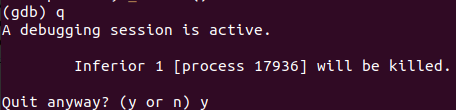 (gdb) q
A debugging session is active.
Inferior 1 [process 17936] will be killed.
Quit anyway? (y or n) y